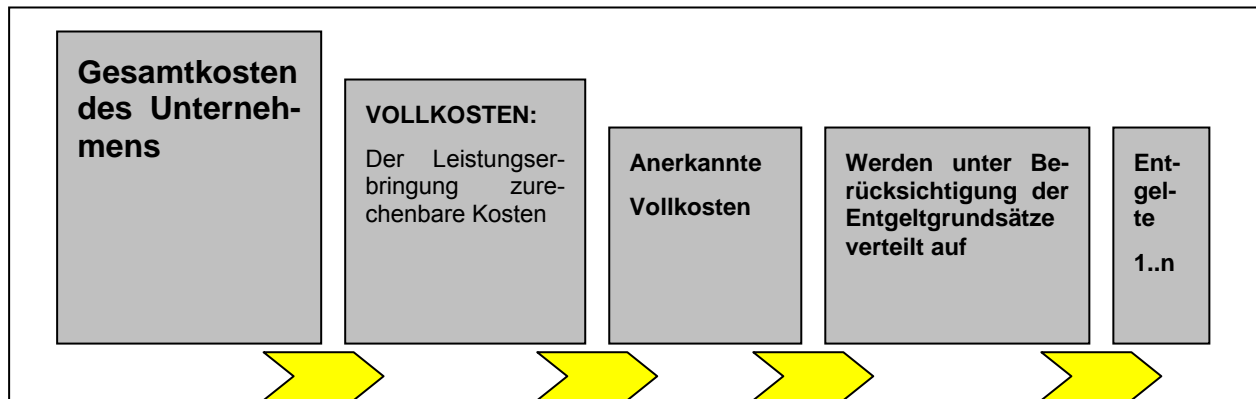 Gesamtkosten
des Unterneh-
mens
VOLLKOSTEN:
Der Leistungser-
bringung zure-
chenbare Kosten
Anerkannte
Vollkosten
Werden unter Be-
rücksichtigung der
Entgeltgrundsätze
verteilt auf
Ent-
gel-
te
1..n